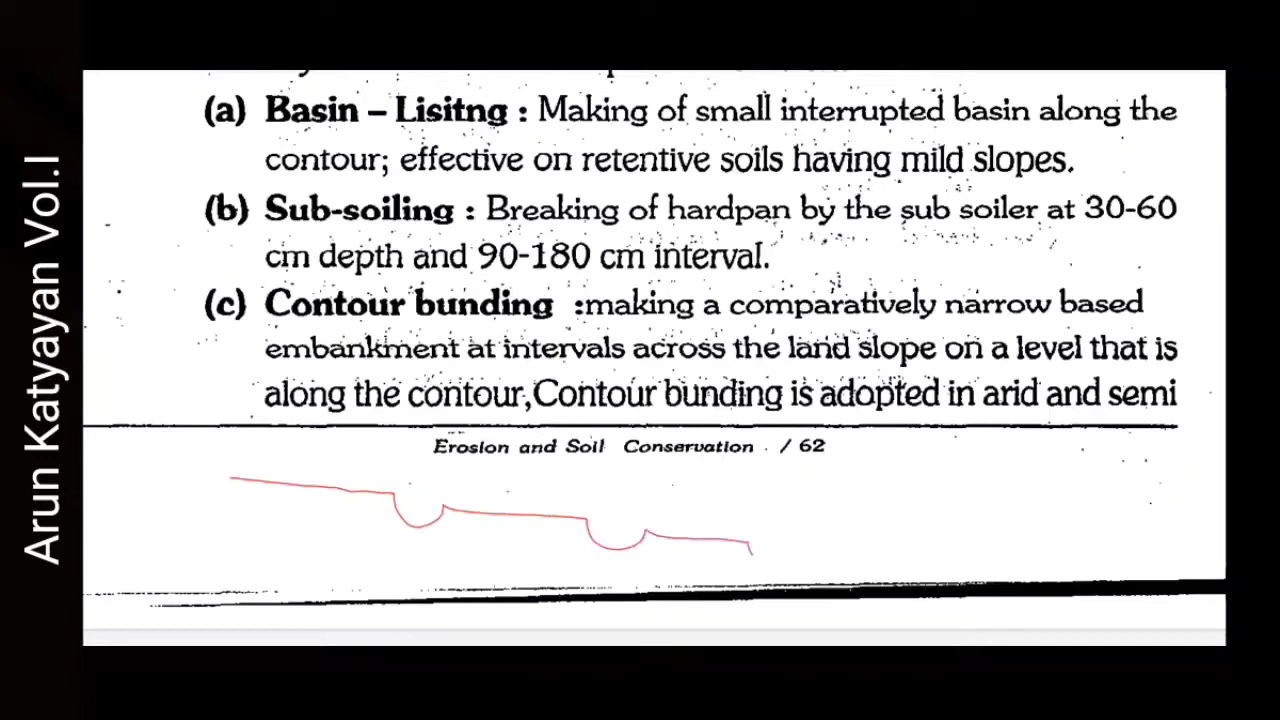 Arun Katyayan Vol.I
(a) Basin – Lisitng : Making of small interrupted basin along the
contour; effective on retentive soils having mild slopes.
(b) Sub-soiling : Breaking of hardpan by the sub soiler at 30-60
cm depth and 90-180 cm interval.
(c) Contour bunding :making a comparatively narrow based
embankment at intervals across the land slope on a level that is
along the contour,Contour bunding is adopted in arid and semi
Erosion and Soil Conservation . / 62